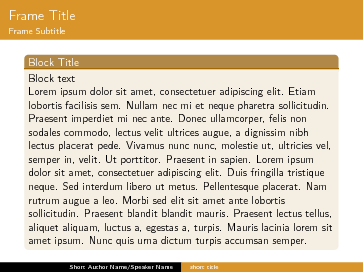 Frame Title
Frame Subtitle
Block Title
Block text
Lorem ipsum dolor sit amet, consectetuer adipiscing elit. Etiam
lobortis facilisis sem. Nullam nec mi et neque pharetra sollicitudin.
Praesent imperdiet mi nec ante. Donec ullamcorper, felis non
sodales commodo, lectus velit ultrices augue, a dignissim nibh
lectus placerat pede. Vivamus nunc nunc, molestie ut, ultricies vel,
semper in, velit. Ut porttitor. Praesent in sapien. Lorem ipsum
dolor sit amet, consectetuer adipiscing elit. Duis fringilla tristique
neque. Sed interdum libero ut metus. Pellentesque placerat. Nam
rutrum augue a leo. Morbi sed elit sit amet ante lobortis
sollicitudin. Praesent blandit blandit mauris. Praesent lectus tellus,
aliquet aliquam, luctus a, egestas a, turpis. Mauris lacinia lorem sit
amet ipsum. Nunc quis urna dictum turpis accumsan semper.
Short Author Name/Speaker Name short title